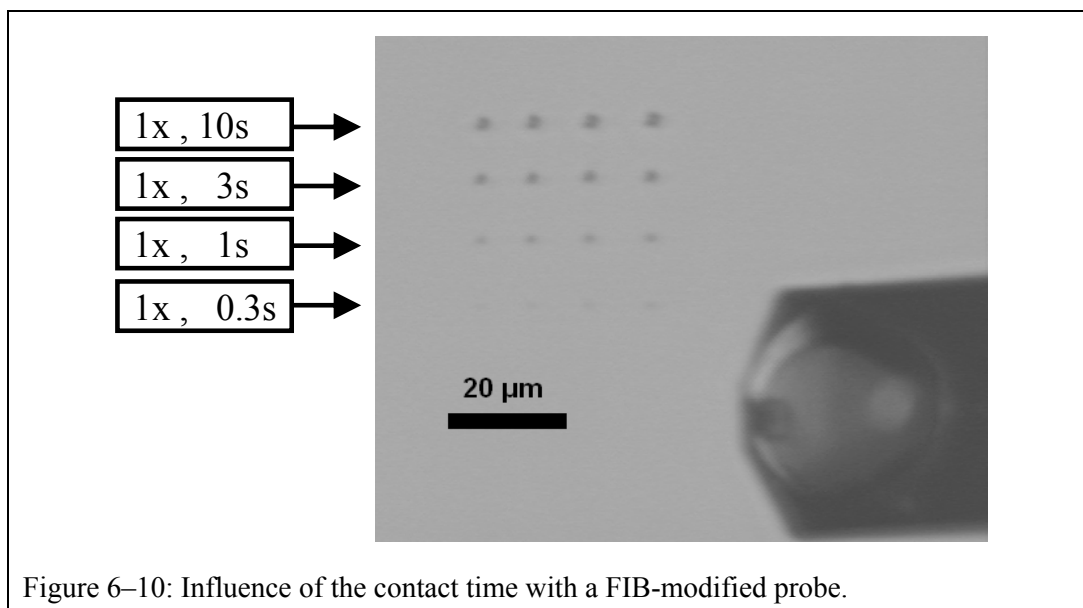 1x , 10s
1x , 3s
1x , 1s
1x , 0.3s
20 µm
Figure 6–10: Influence of the contact time with a FIB-modified probe.